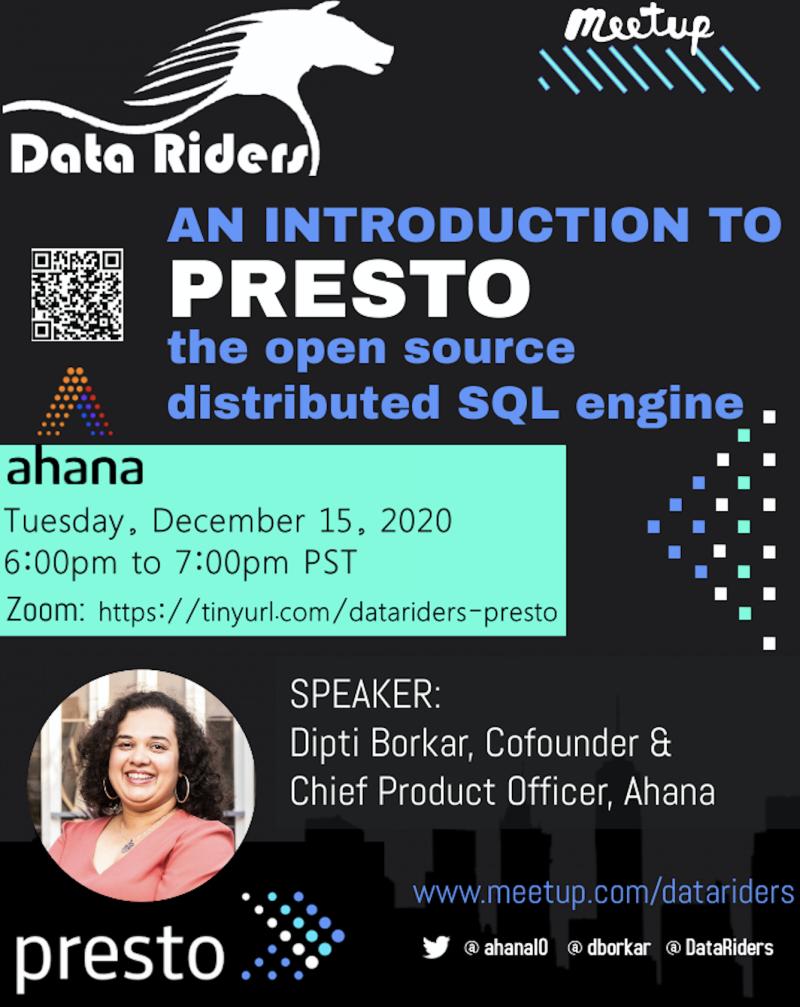 Meetup
Data Riders
AN INTRODUCTION TO
PRESTO
the open source
distributed SQL engine
ahana
Tuesday, December 15, 2020
6:00pm to 7:00pm PST
Zoom: https://tinyurl.com/datariders-presto
SPEAKER:
Dipti Borkar, Cofounder &
Chief Product Officer, Ahana
www.meetup.com/datariders
presto
@ahana10 @dborkar @DataRiders